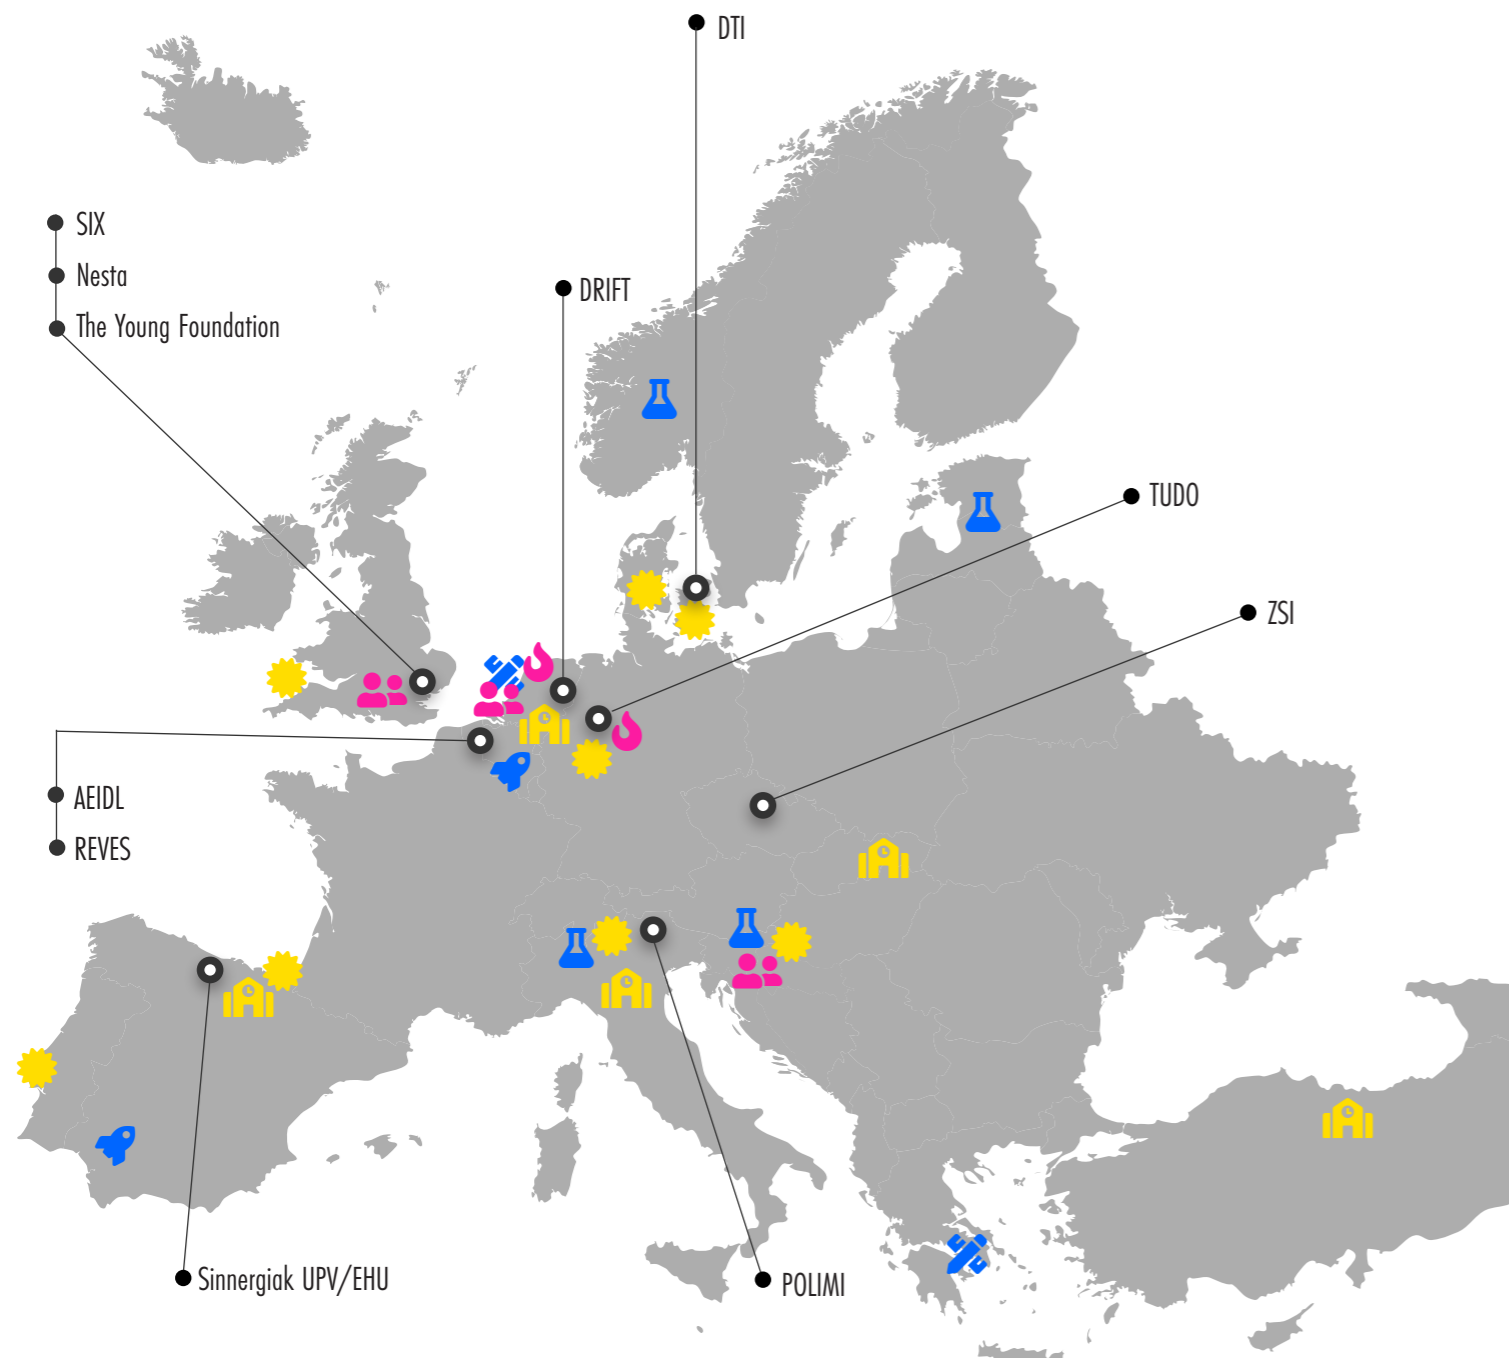 DTI
SIX
Nesta
The Young Foundation
DRIFT
TUDO
ZSI
AEIDL
REVES
Sinnergiak UPV/EHU
POLIMI